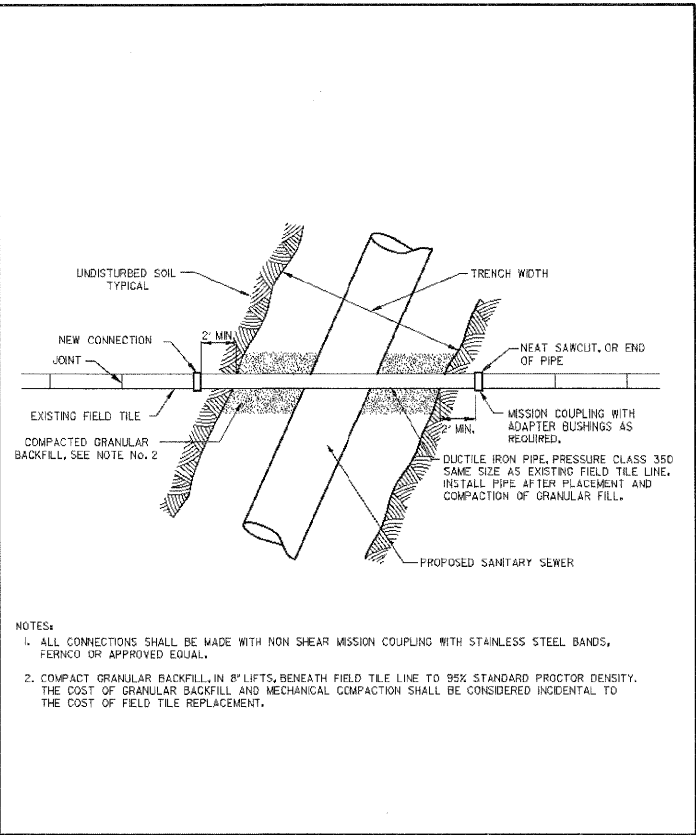 UNDISTURBED SOIL
TYPICAL
TRENCH WIDTH
NEW CONNECTION
2' MIN.
JOINT
NEAT SAWCUT, OR END
OF PIPE
EXISTING FIELD TILE
2' MIN.
MISSION COUPLING WITH
ADAPTER BUSHINGS AS
REQUIRED.
COMPACTED GRANULAR
BACKFILL, SEE NOTE No. 2
DUCTILE IRON PIPE, PRESSURE CLASS 350
SAME SIZE AS EXISTING FIELD TILE LINE.
INSTALL PIPE AFTER PLACEMENT AND
COMPACTION OF GRANULAR FILL.
PROPOSED SANITARY SEWER
NOTES:
1. ALL CONNECTIONS SHALL BE MADE WITH NON SHEAR MISSION COUPLING WITH STAINLESS STEEL BANDS,
FERNCO OR APPROVED EQUAL.
2. COMPACT GRANULAR BACKFILL, IN 8" LIFTS, BENEATH FIELD TILE LINE TO 95% STANDARD PROCTOR DENSITY.
THE COST OF GRANULAR BACKFILL AND MECHANICAL COMPACTION SHALL BE CONSIDERED INCIDENTAL TO
THE COST OF FIELD TILE REPLACEMENT.